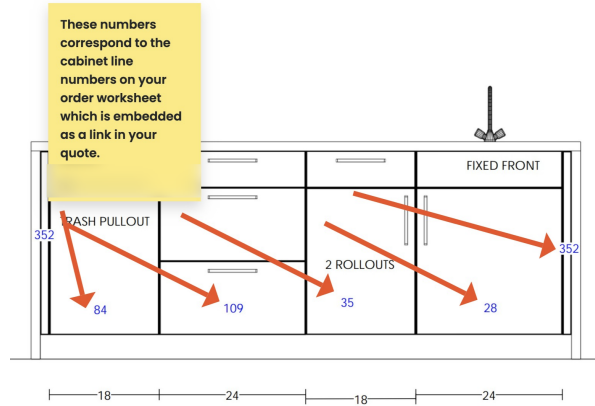 These numbers
correspond to the
cabinet line
numbers on your
order worksheet
which is embedded
as a link in your
quote.
FIXED FRONT
RASH PULLOUT
352
352
2 ROLLOUTS
84
109
35
28
18
24
18
24